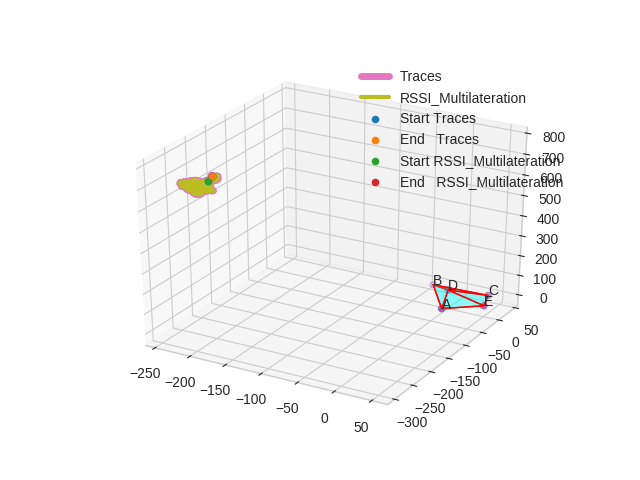 Traces
RSSI_Multilateration
Start Traces
End Traces
Start RSSI_Multilateration
End RSSI_Multilateration
800
700
600
500
400
300
200
100
0
B
D
C
A
E
−250
−200
−150
−100
−50
0
50
−300
−250
−200
−150
−100
−50
0
50